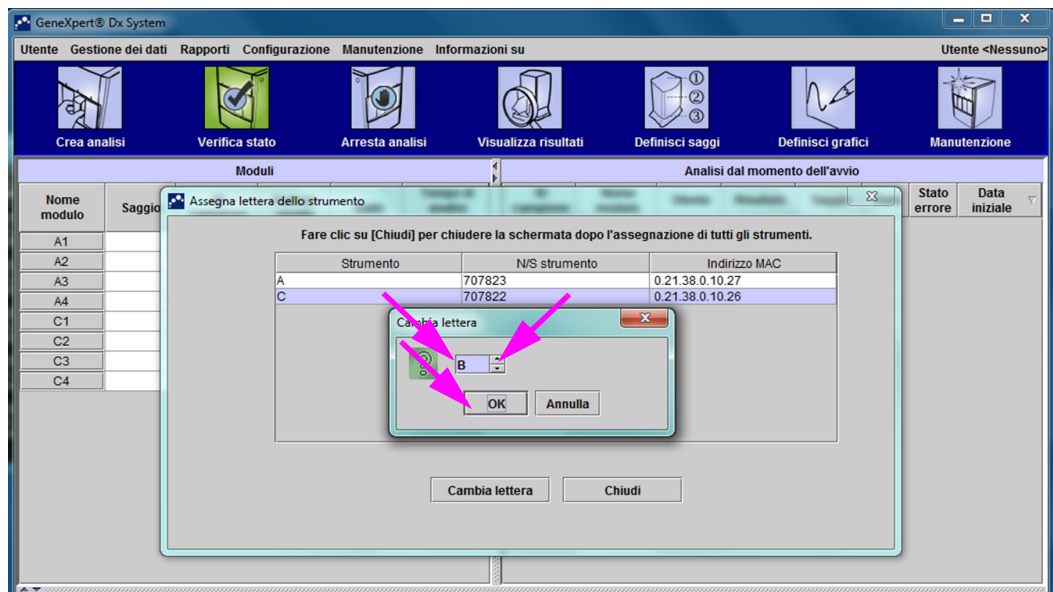 GeneXpert® Dx System
Utente Gestione dei dati Rapporti Configurazione Manutenzione Informazioni su Utente <Nessuno>
Crea analisi Verifica stato Arresta analisi Visualizza risultati Definisci saggi Definisci grafici Manutenzione
Moduli Analisi dal momento dell'avvio
Nome modulo Saggio Stato errore Data iniziale
Assegna lettera dello strumento
Fare clic su [Chiudi] per chiudere la schermata dopo l'assegnazione di tutti gli strumenti.
Strumento N/S strumento Indirizzo MAC
A 707823 0.21.38.0.10.27
C 707822 0.21.38.0.10.26
A1
A2
A3
A4
C1
C2
C3
C4
Cambia lettera
B
OK Annulla
Cambia lettera Chiudi